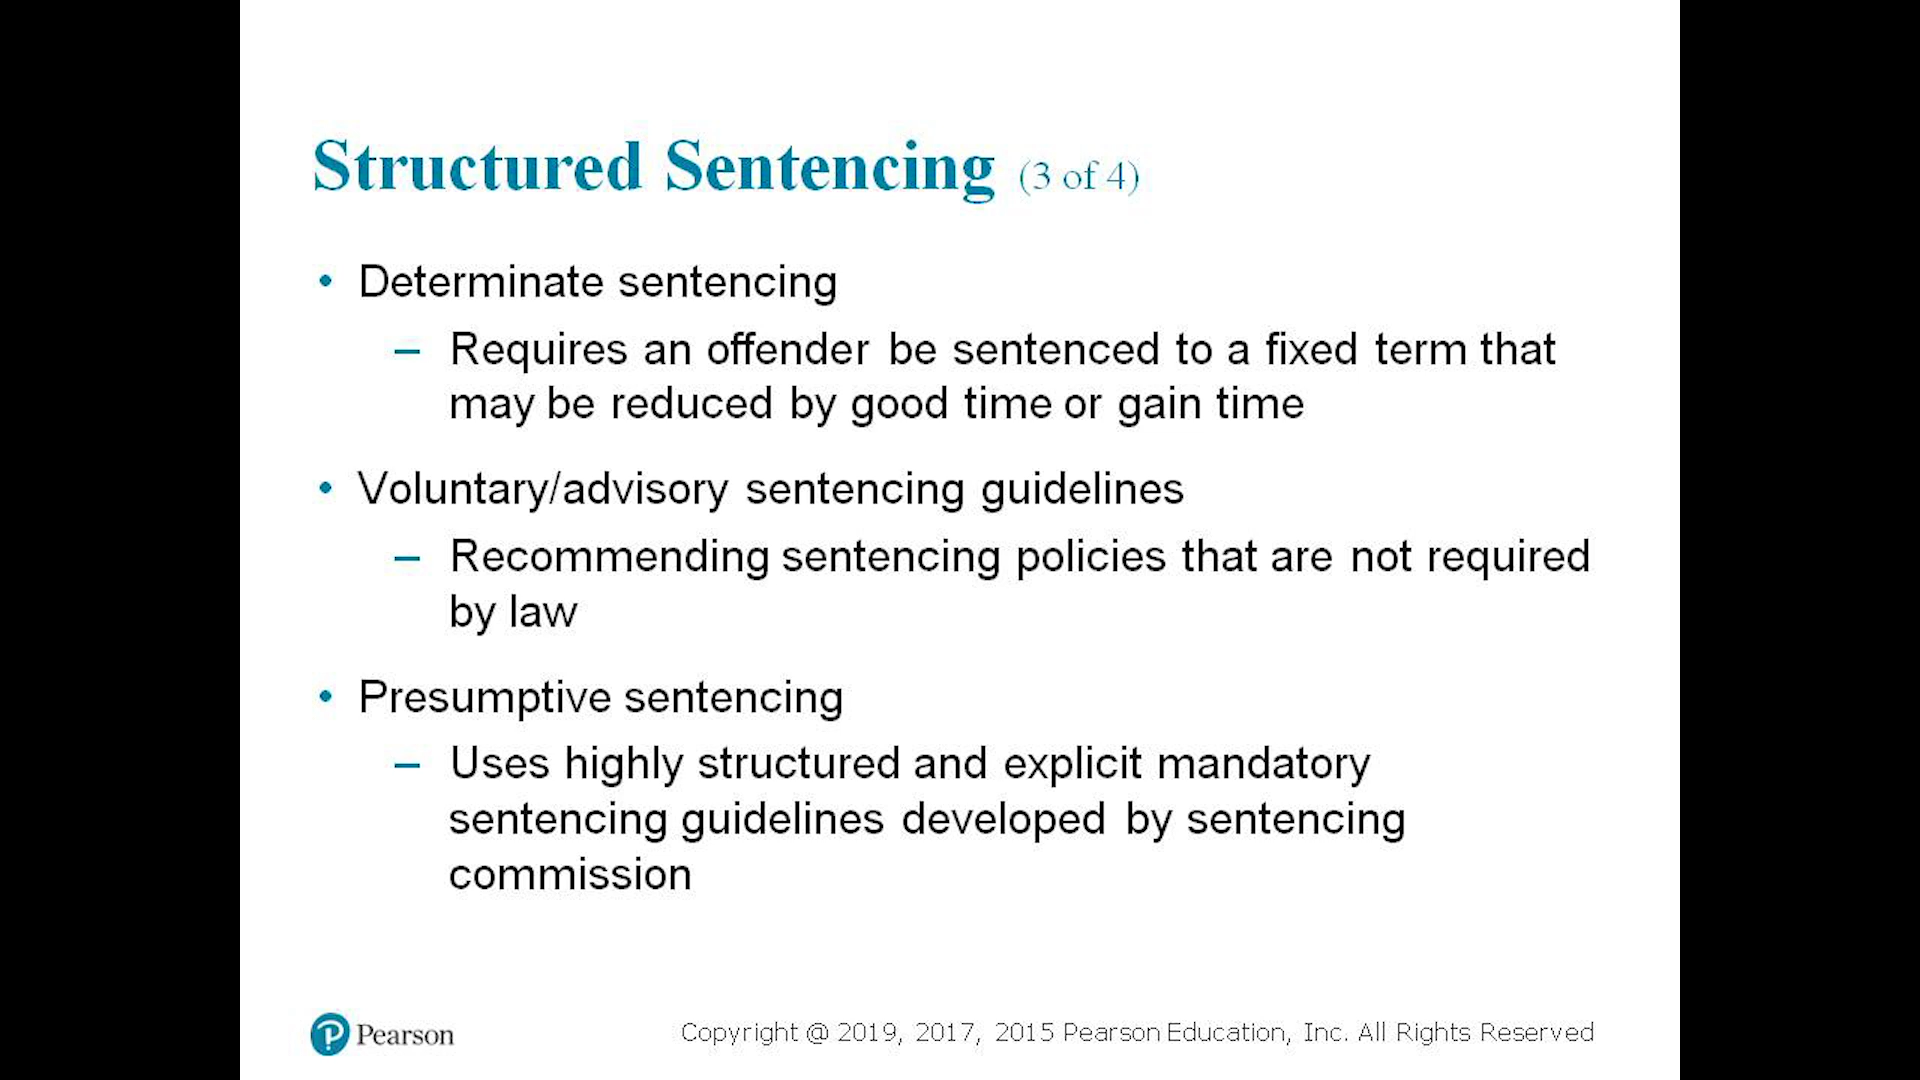 Structured Sentencing (3 of 4)
• Determinate sentencing
– Requires an offender be sentenced to a fixed term that
may be reduced by good time or gain time
• Voluntary/advisory sentencing guidelines
– Recommending sentencing policies that are not required
by law
• Presumptive sentencing
– Uses highly structured and explicit mandatory
sentencing guidelines developed by sentencing
commission
Pearson
Copyright @ 2019, 2017, 2015 Pearson Education, Inc. All Rights Reserved